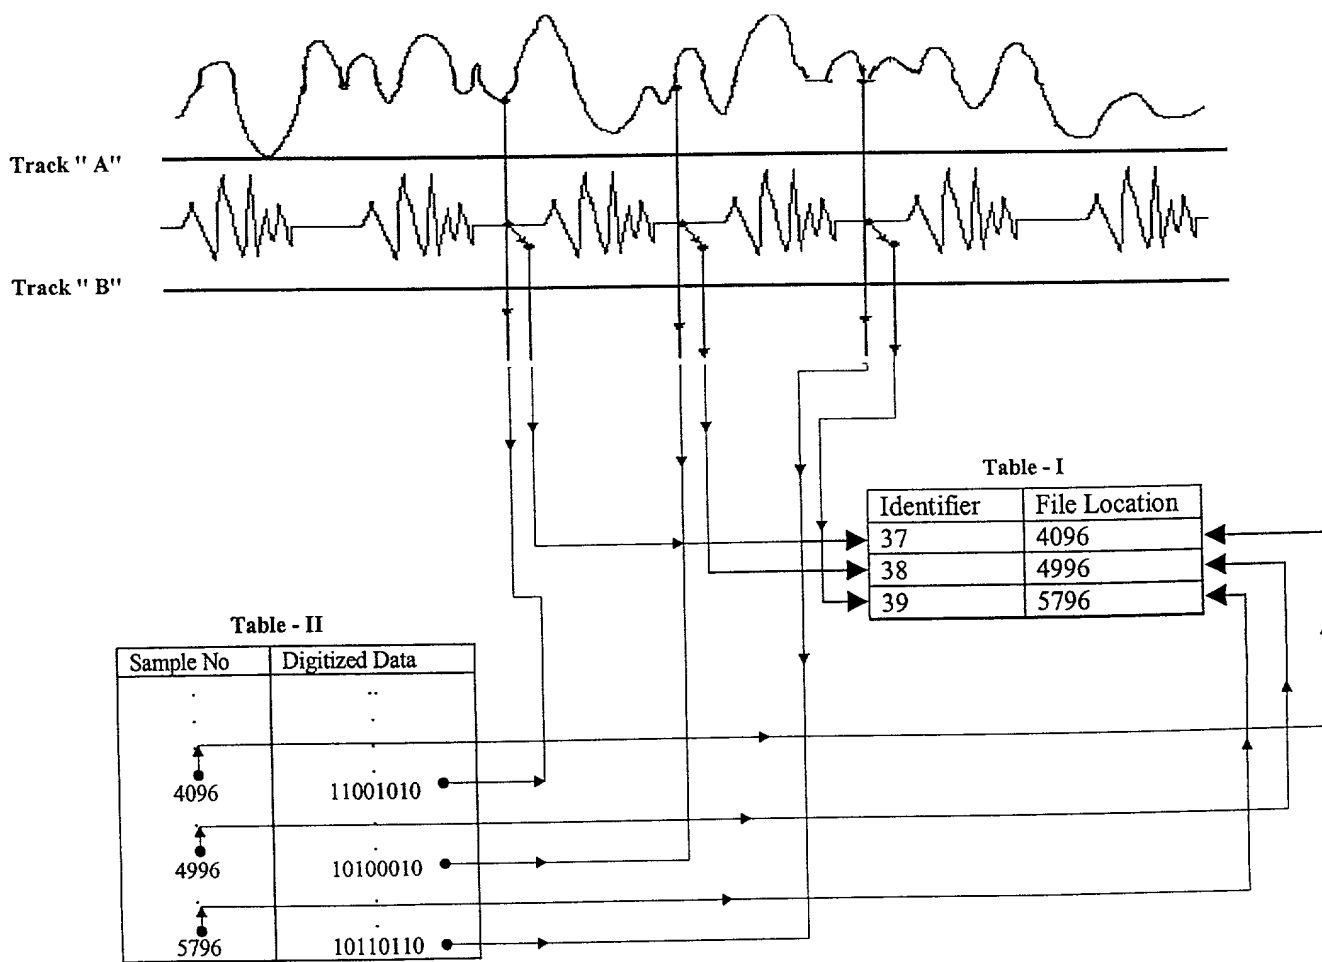 Track " A"
Track " B"
Table - I
Identifier File Location
37 4096
38 4996
39 5796
Table - II
Sample No Digitized Data
4096 11001010
4996 10100010
5796 10110110